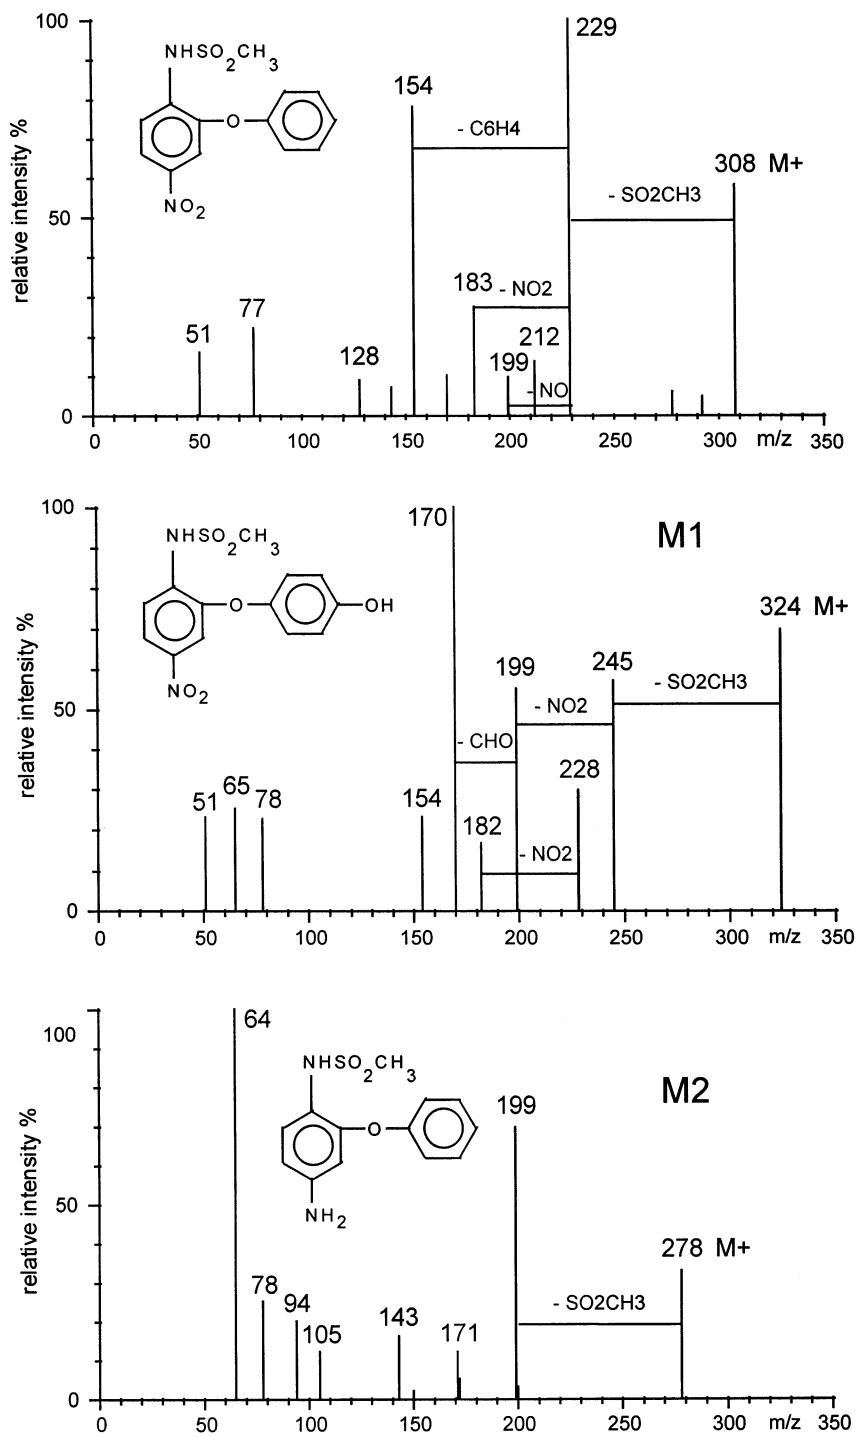 100
229
NHSO2CH3
154
- C6H4
308 M+
O
- SO2CH3
NO2
relative intensity %
50
183
- NO2
77
51
212
128
199
- NO
0
0 50 100 150 200 250 300 m/z 350
100
170
M1
NHSO2CH3
O
OH
324 M+
199
245
- SO2CH3
NO2
- NO2
relative intensity %
50
- CHO
228
51
65
78
154
182
- NO2
0
0 50 100 150 200 250 300 m/z 350
64
100
NHSO2CH3
M2
199
O
relative intensity %
50
NH2
278 M+
78
94
- SO2CH3
143
105
171
0
0 50 100 150 200 250 300 m/z 350